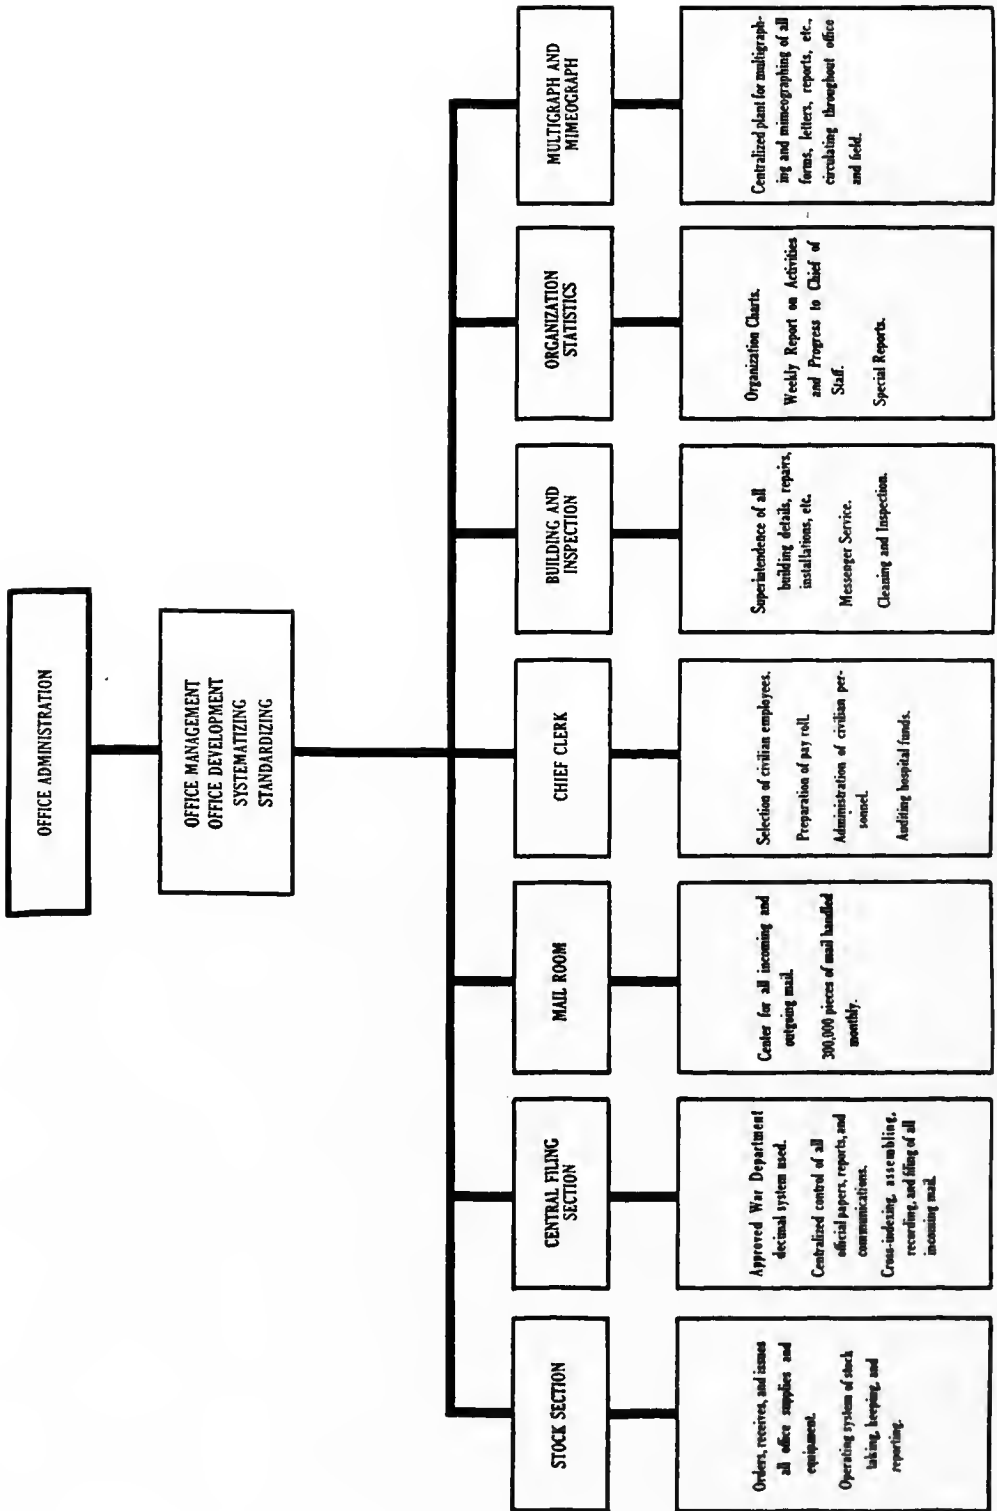 OFFICE ADMINISTRATION
OFFICE MANAGEMENT
OFFICE DEVELOPMENT
SYSTEMATIZING
STANDARDIZING
STOCK SECTION
Orders, receives, and issues
all office supplies and
equipment.
Operating system of stock
taking, keeping, and
reporting.
CENTRAL FILING
SECTION
Approved War Department
decimal system used.
Centralized control of all
official papers, reports, and
communications.
Cross-indexing, assembling,
recording, and filing of all
incoming mail.
MAIL ROOM
Center for all incoming and
outgoing mail.
300,000 pieces of mail handled
monthly.
CHIEF CLERK
Selection of civilian employees.
Preparation of pay roll.
Administration of civilian per-
sonnel.
Auditing hospital funds.
BUILDING AND
INSPECTION
Superintendence of all
building details, repairs,
installations, etc.
Messenger Service.
Cleaning and Inspection.
ORGANIZATION
STATISTICS
Organization Charts.
Weekly Report on Activities
and Progress to Chief of
Staff.
Special Reports.
MULTIGRAPH AND
MIMEOGRAPH
Centralized plant for multigraph-
ing and mimeographing of all
forms, letters, reports, etc.,
circulating throughout office
and field.